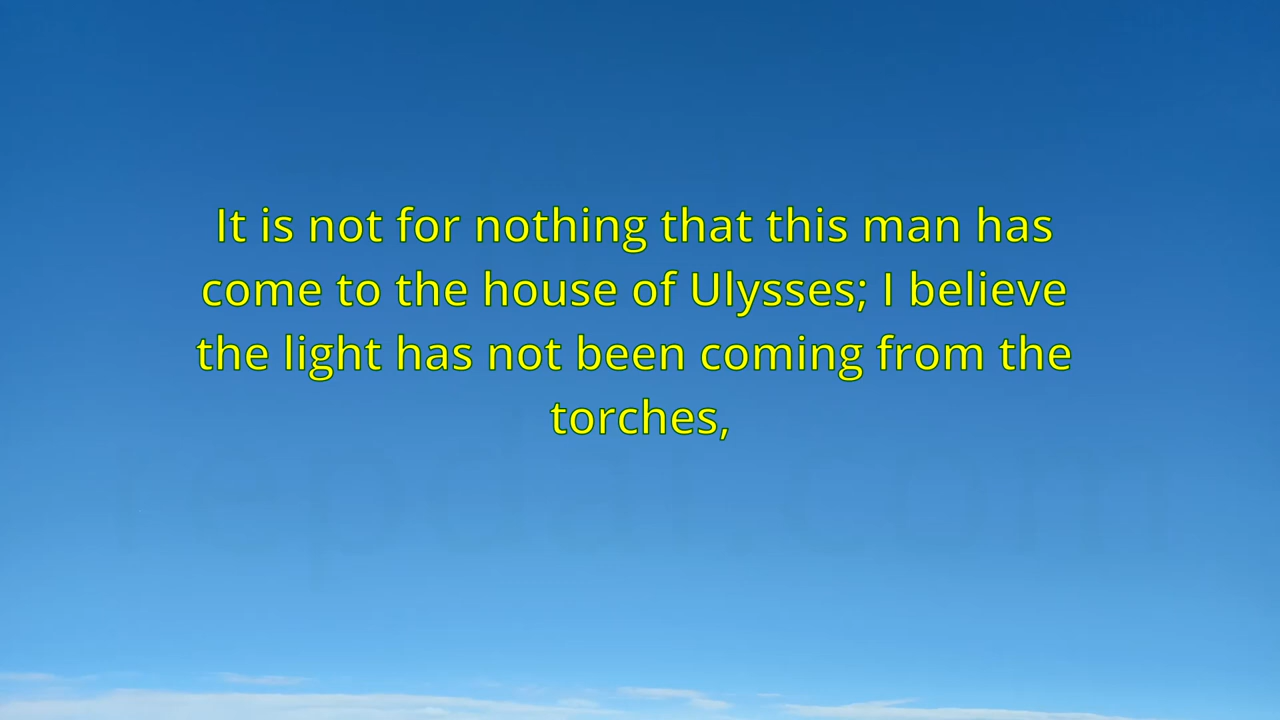 It is not for nothing that this man has
come to the house of Ulysses; I believe
the light has not been coming from the
torches,